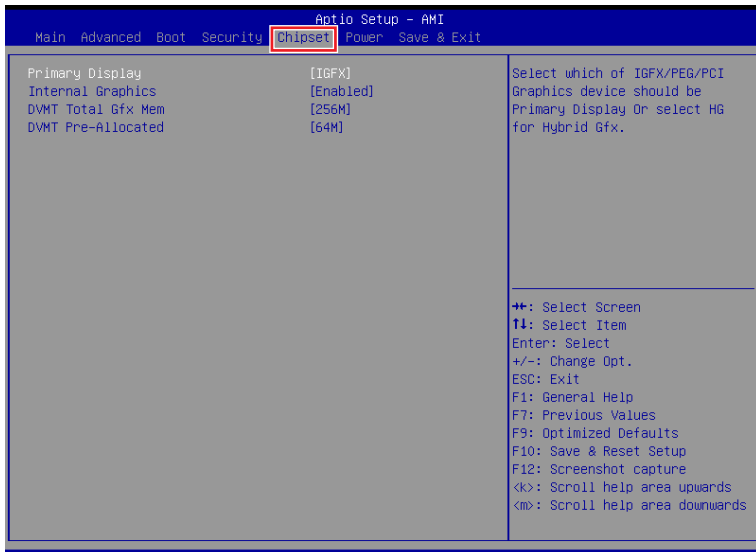 Aptio Setup - AMI
Main Advanced Boot Security Chipset Power Save & Exit
Primary Display [IGFX]
Internal Graphics [Enabled]
DVMT Total Gfx Mem [256M]
DVMT Pre-Allocated [64M]
Select which of IGFX/PEG/PCI
Graphics device should be
Primary Display Or select HG
for Hybrid Gfx.
→←: Select Screen
↑↓: Select Item
Enter: Select
+/-: Change Opt.
ESC: Exit
F1: General Help
F7: Previous Values
F9: Optimized Defaults
F10: Save & Reset Setup
F12: Screenshot capture
<k>: Scroll help area upwards
<m>: Scroll help area downwards